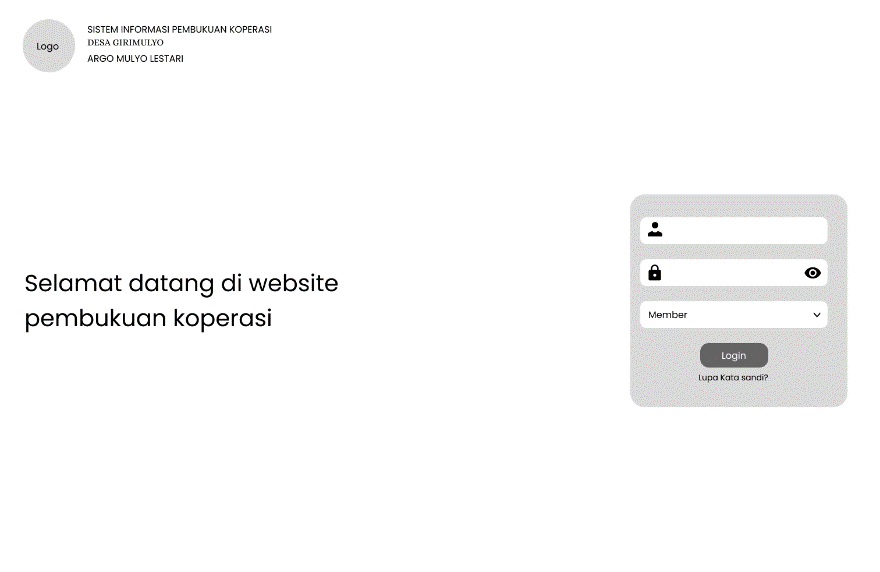 Logo
SISTEM INFORMASI PEMBUKUAN KOPERASI
DESA GIRIMULYO
ARGO MULYO LESTARI
Selamat datang di website
pembukuan koperasi
Member
Login
Lupa Kata sandi?